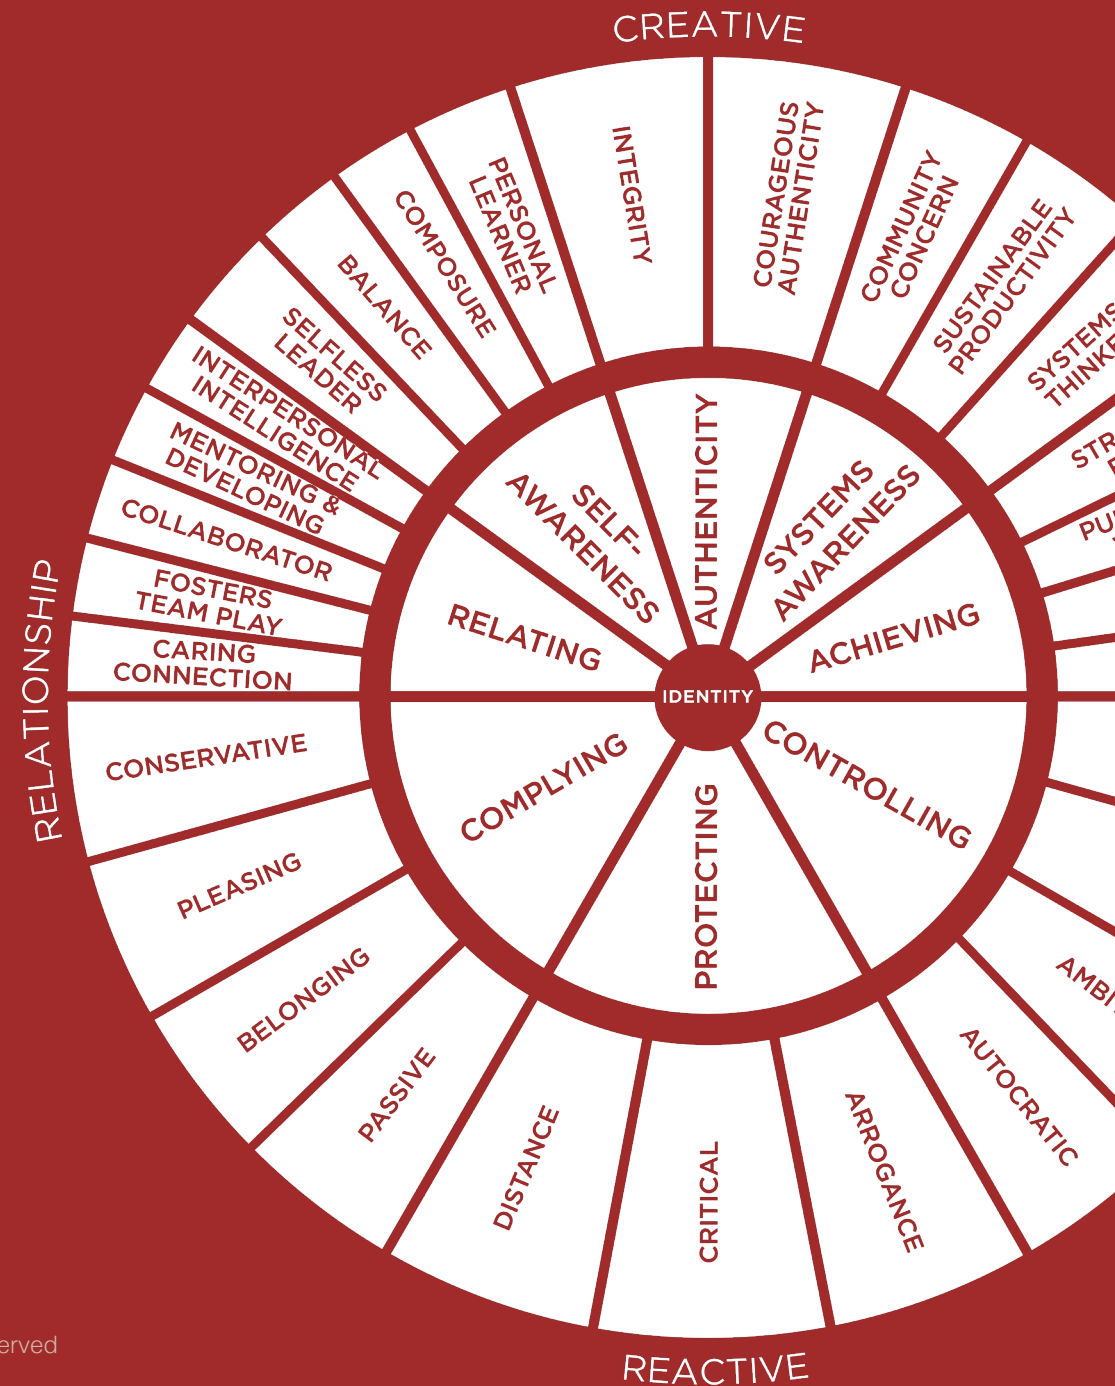 CREATIVE
INTEGRITY
COURAGEOUS
AUTHENTICITY
COMMUNITY
CONCERN
SUSTAINABLE
PRODUCTIVITY
SYSTEMS
PERSONAL
LEARNER
COMPOSURE
BALANCE
SELFLESS
LEADER
INTERPERSONAL
INTELLIGENCE
MENTORING &
DEVELOPING
COLLABORATOR
FOSTERS
TEAM PLAY
CARING
CONNECTION
RELATIONSHIP
SELF-
AWARENESS
AUTHENTICITY
SYSTEMS
AWARENESS
RELATING
ACHIEVING
IDENTITY
COMPLYING
CONTROLLING
PROTECTING
CONSERVATIVE
PLEASING
BELONGING
PASSIVE
DISTANCE
CRITICAL
ARROGANCE
AUTOCRATIC
REACTIVE